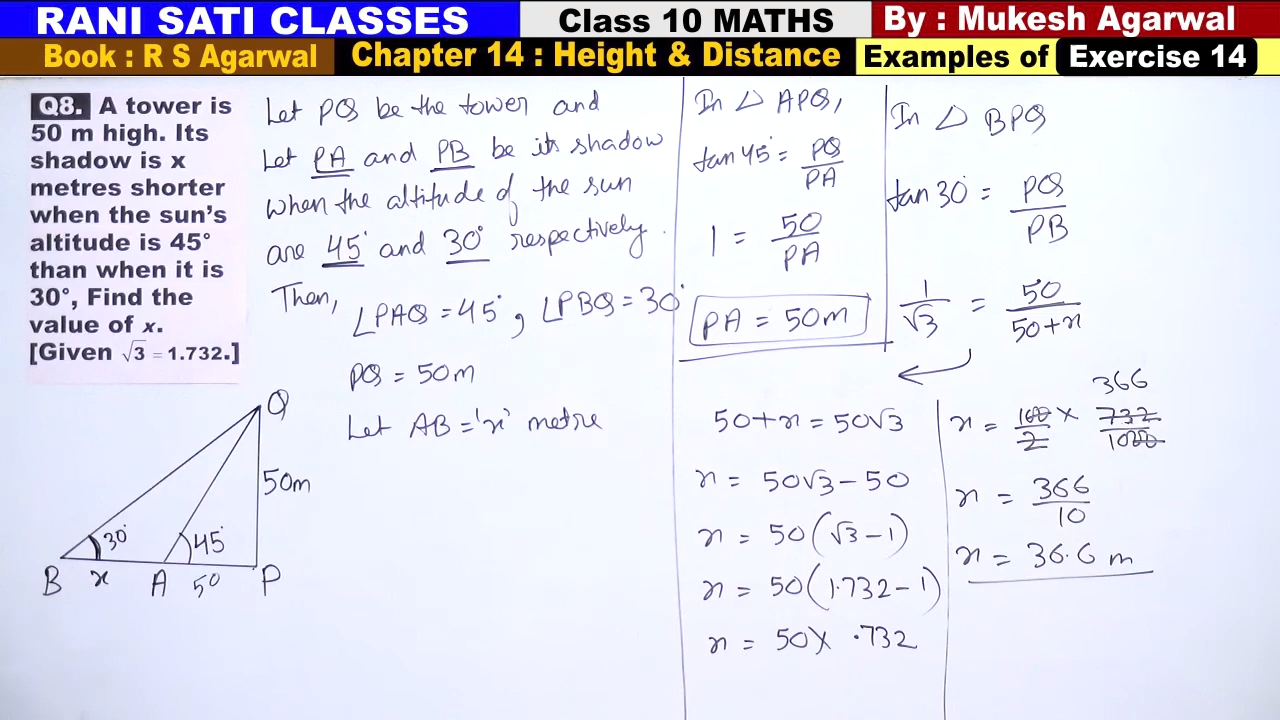 RANI SATI CLASSES
Class 10 MATHS
By : Mukesh Agarwal
Book : R S Agarwal
Chapter 14 : Height & Distance
Examples of Exercise 14
Q8. A tower is
50 m high. Its
shadow is x
metres shorter
when the sun's
altitude is 45°
than when it is
30°, Find the
value of x.
[Given √3 = 1.732.]
Let PQ be the tower and
Let PA and PB be its shadow
when the altitude of the sun
are 45° and 30° respectively.
Then,
∠PAQ = 45°, ∠PBQ = 30°
PQ = 50m
Let AB = 'x' metre
Q
50m
30°
45°
B x A 50 P
In △ APQ,
tan 45° = PQ/PA
1 = 50/PA
PA = 50m
In △ BPQ
tan 30° = PQ/PB
1/√3 = 50/50+x
50+x = 50√3
x = 50√3 - 50
x = 50(√3 - 1)
x = 50(1.732 - 1)
x = 50 × .732
366
x = 100/2 × 732/1000
x = 366/10
x = 36.6 m